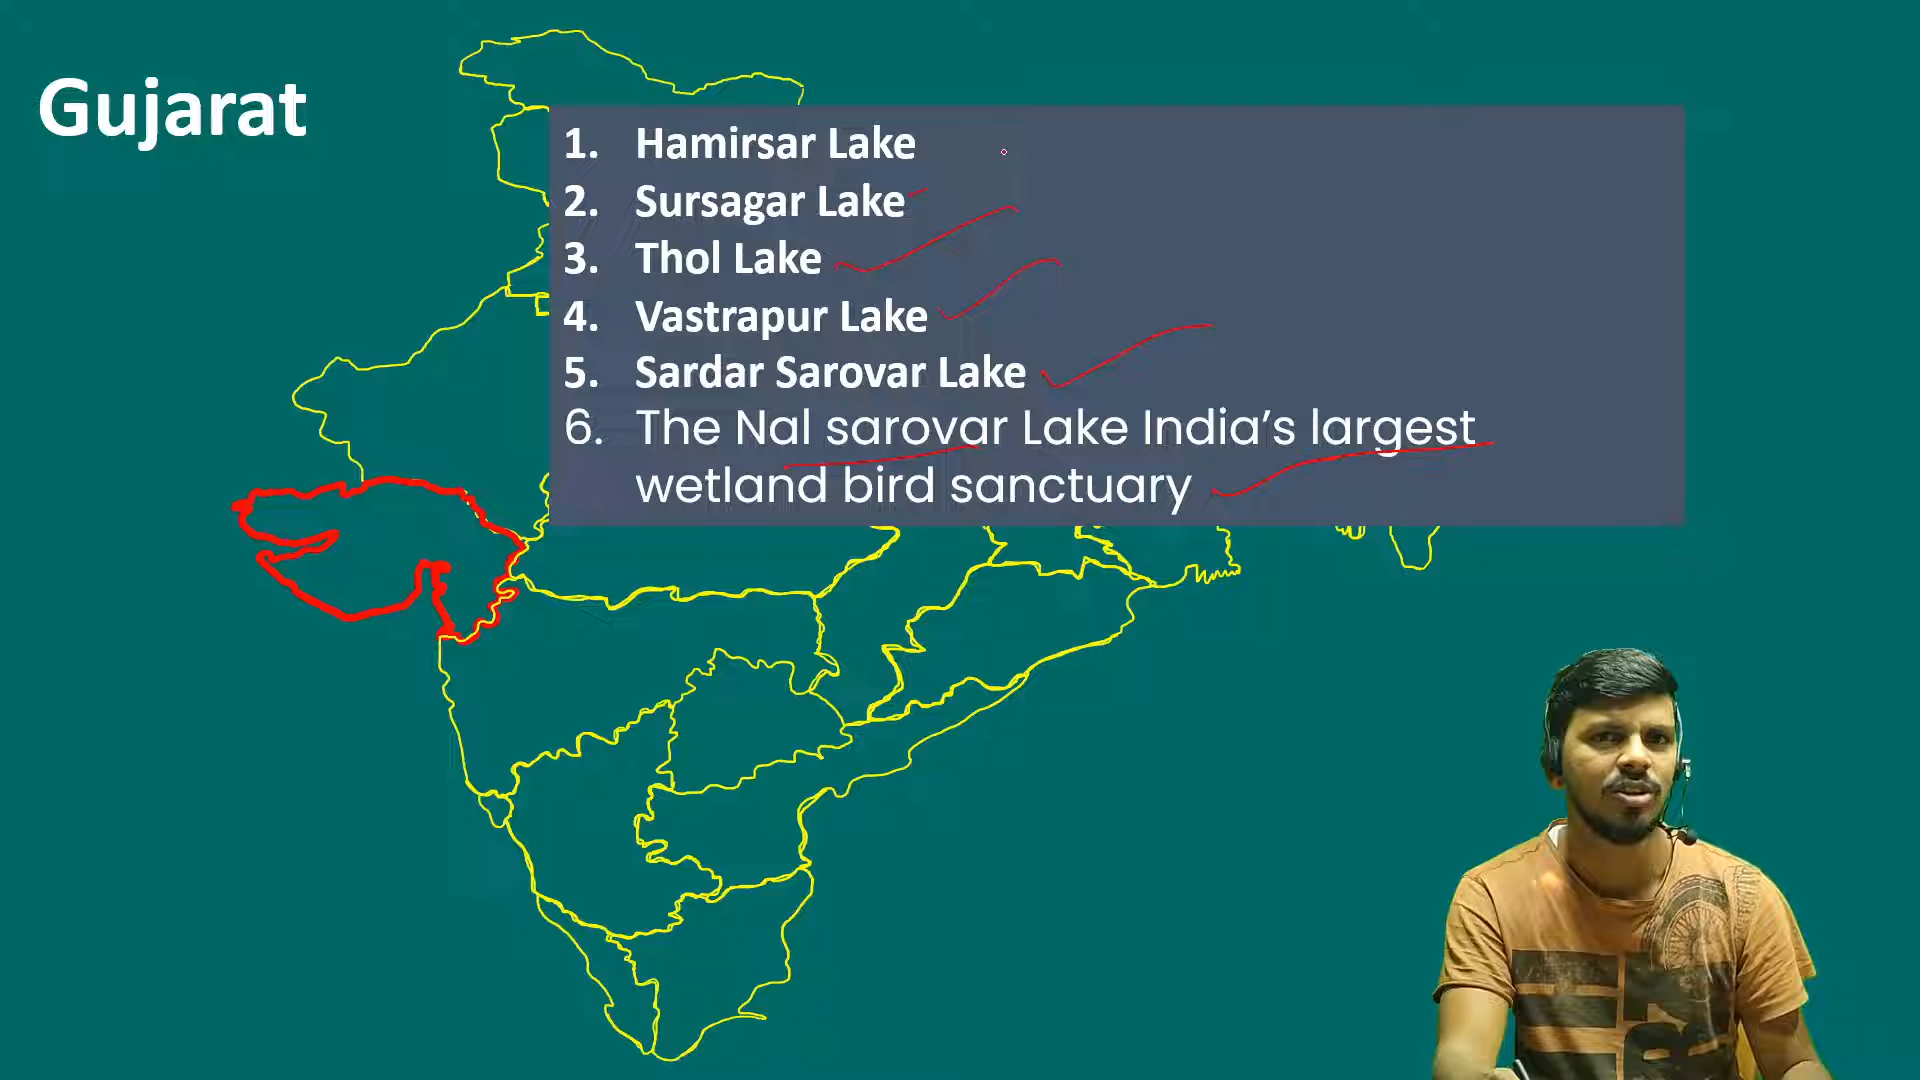 Gujarat
1. Hamirsar Lake
2. Sursagar Lake
3. Thol Lake
4. Vastrapur Lake
5. Sardar Sarovar Lake
6. The Nal sarovar Lake India’s largest
wetland bird sanctuary